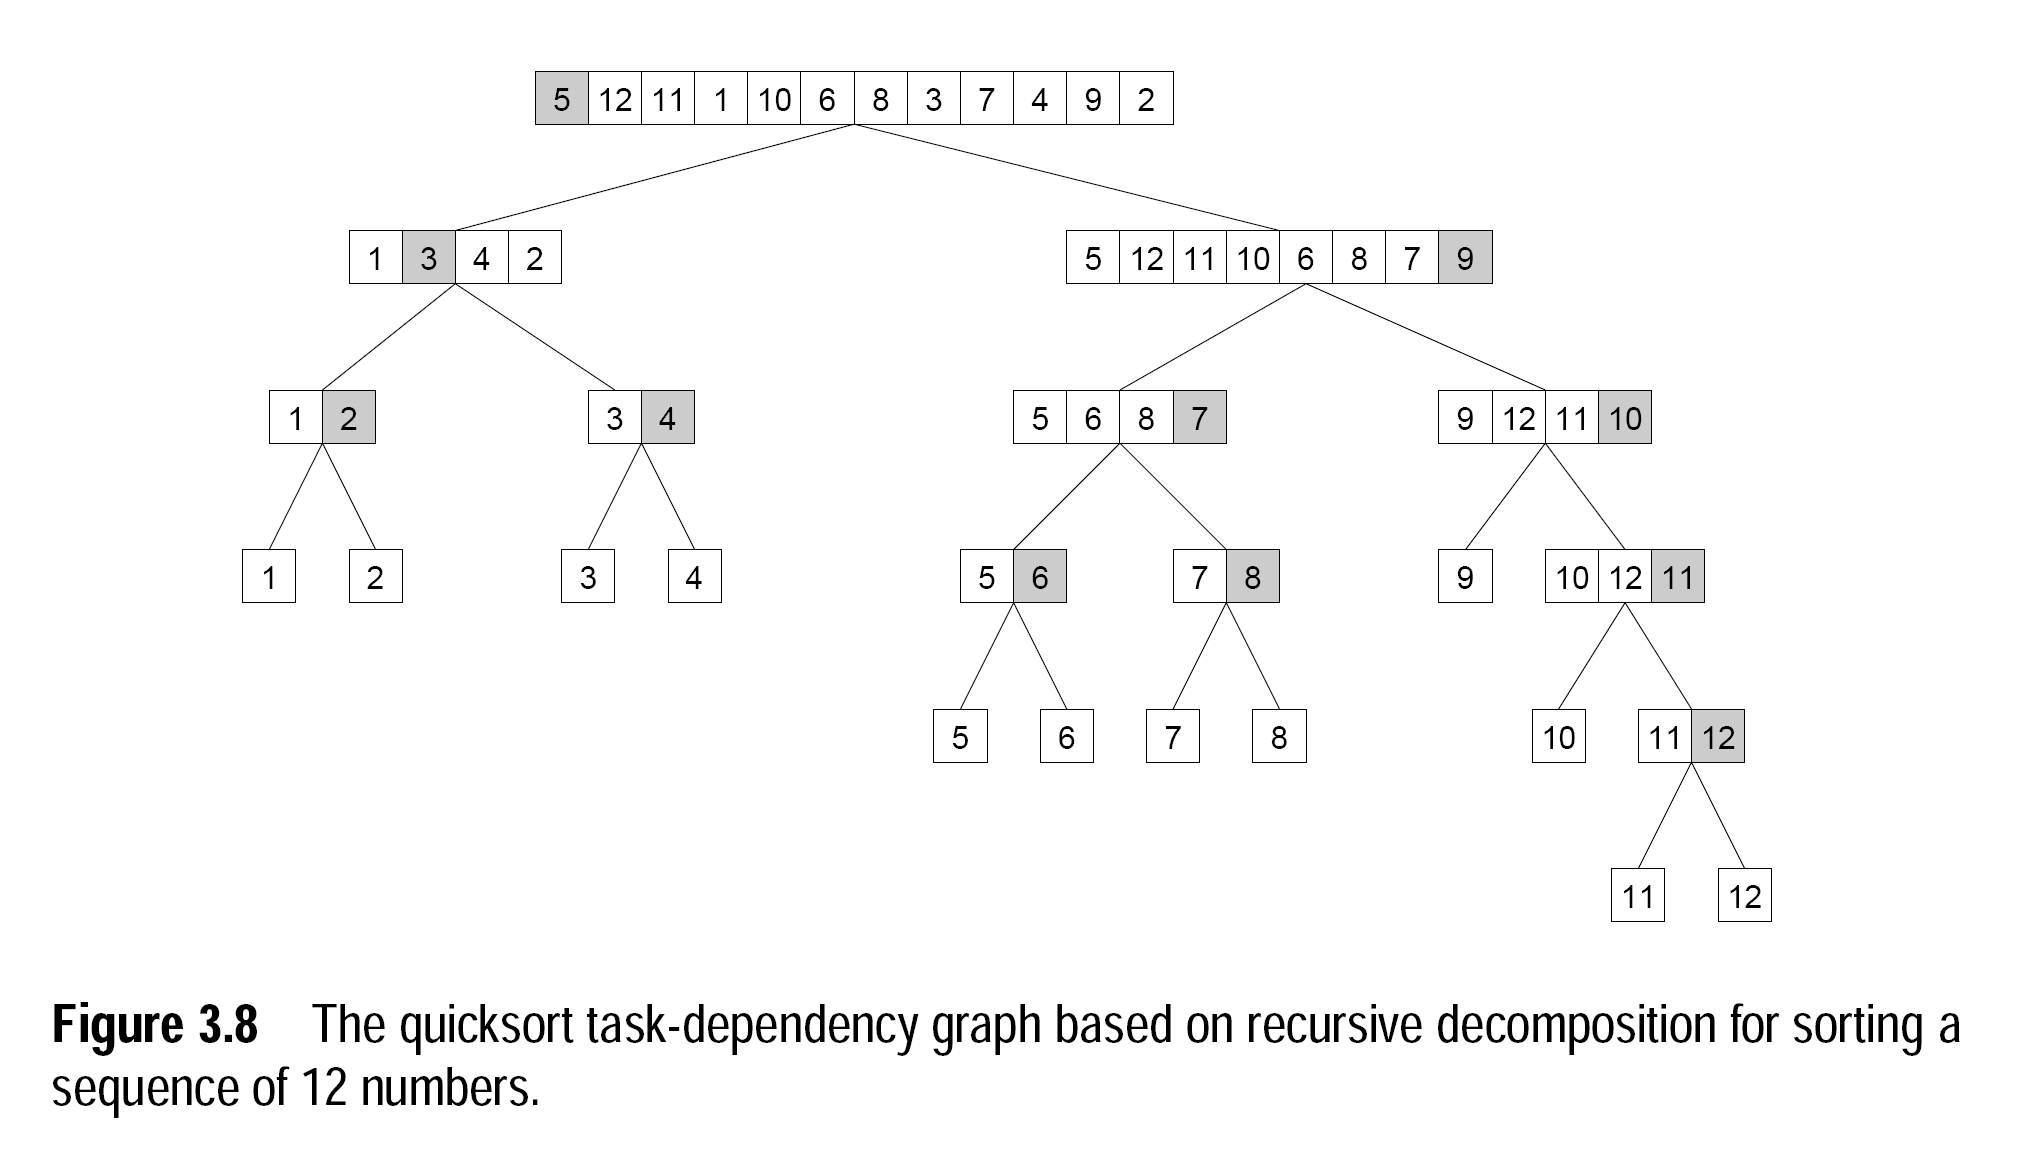 5 12 11 1 10 6 8 3 7 4 9 2
1 3 4 2 5 12 11 10 6 8 7 9
1 2 3 4 5 6 8 7 9 12 11 10
1 2 3 4 5 6 7 8 9 10 12 11
5 6 7 8 10 11 12
11 12
Figure 3.8 The quicksort task-dependency graph based on recursive decomposition for sorting a
sequence of 12 numbers.